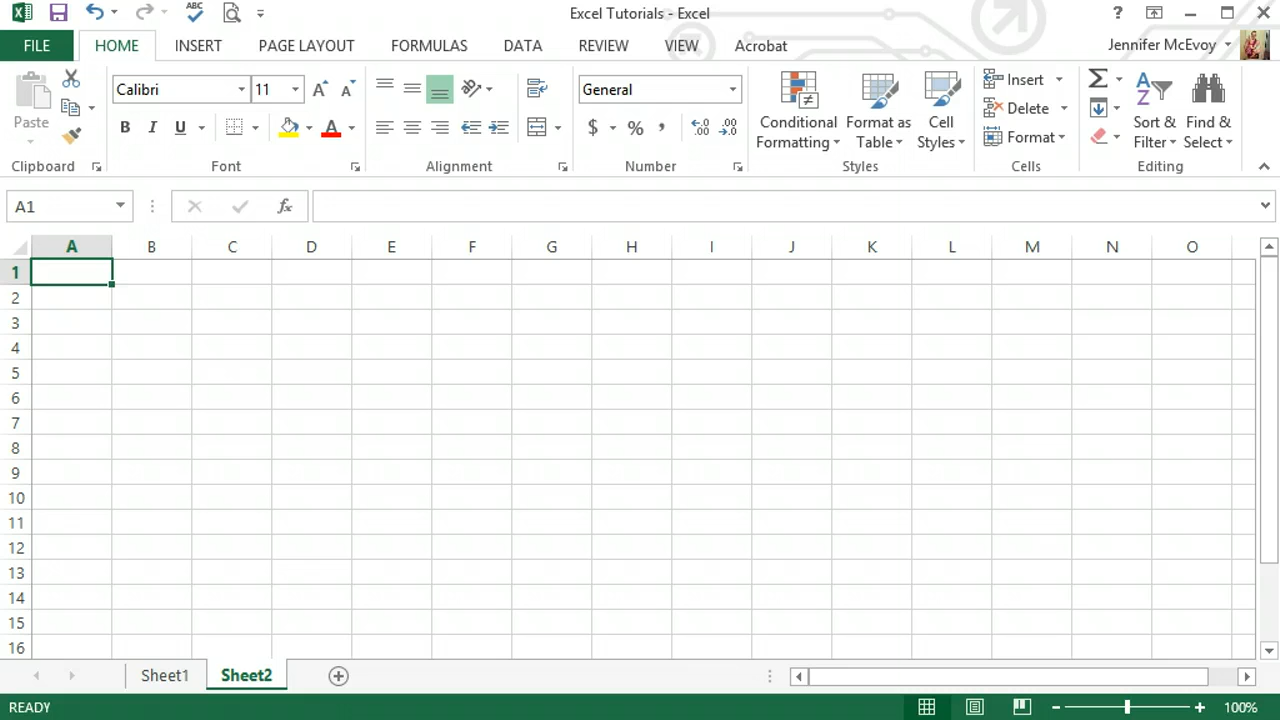 Excel Tutorials - Excel
?
FILE HOME INSERT PAGE LAYOUT FORMULAS DATA REVIEW VIEW Acrobat Jennifer McEvoy
Calibri 11 General Insert
Paste Conditional Format as Cell Delete Sort & Find &
B I U A $ % , Formatting Table Styles Format Filter Select
Clipboard Font Alignment Number Styles Cells Editing
A1 fx
A B C D E F G H I J K L M N O
1
2
3
4
5
6
7
8
9
10
11
12
13
14
15
16
Sheet1 Sheet2
READY 100%